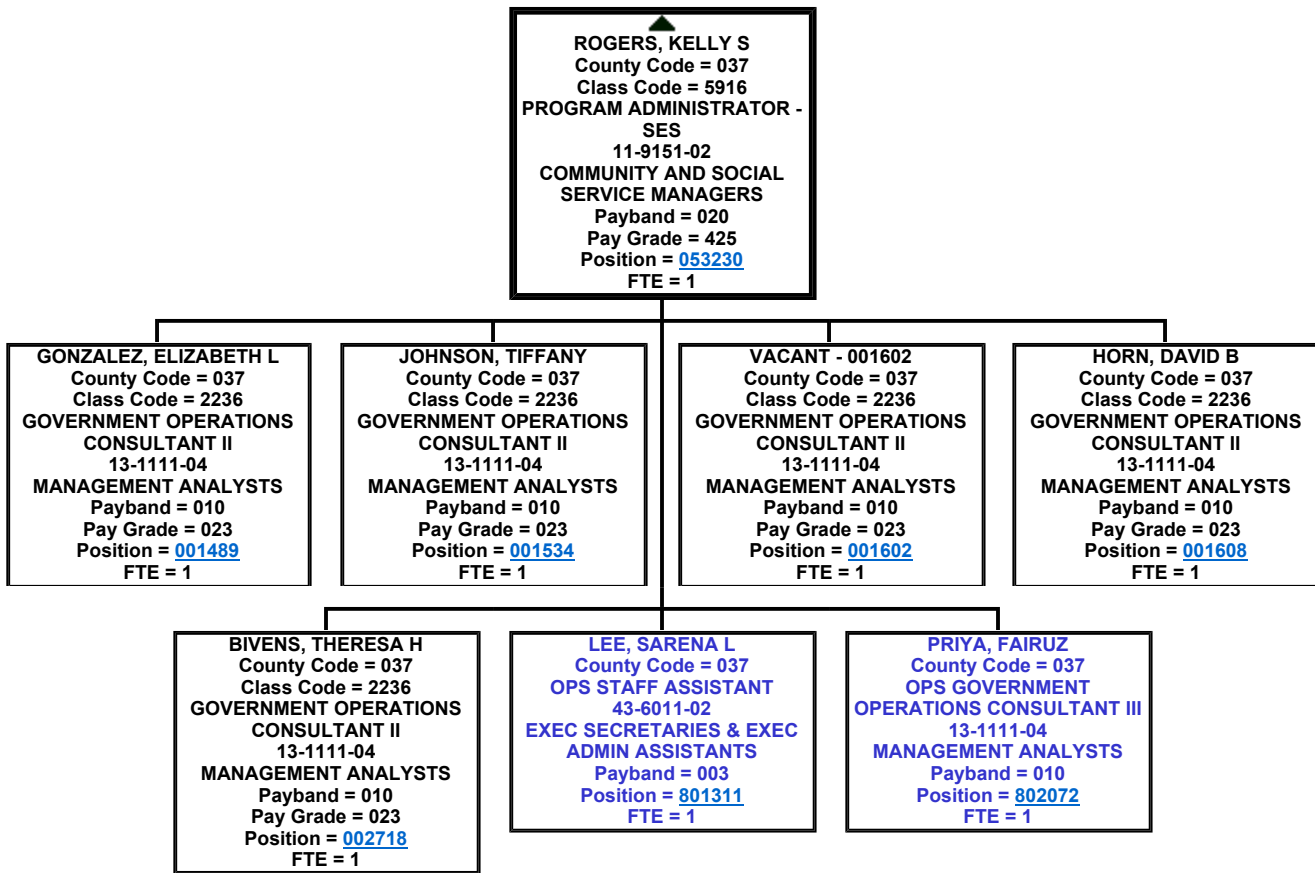 ROGERS, KELLY S
County Code = 037
Class Code = 5916
PROGRAM ADMINISTRATOR -
SES
11-9151-02
COMMUNITY AND SOCIAL
SERVICE MANAGERS
Payband = 020
Pay Grade = 425
Position = 053230
FTE = 1
GONZALEZ, ELIZABETH L
County Code = 037
Class Code = 2236
GOVERNMENT OPERATIONS
CONSULTANT II
13-1111-04
MANAGEMENT ANALYSTS
Payband = 010
Pay Grade = 023
Position = 001489
FTE = 1
JOHNSON, TIFFANY
County Code = 037
Class Code = 2236
GOVERNMENT OPERATIONS
CONSULTANT II
13-1111-04
MANAGEMENT ANALYSTS
Payband = 010
Pay Grade = 023
Position = 001534
FTE = 1
VACANT - 001602
County Code = 037
Class Code = 2236
GOVERNMENT OPERATIONS
CONSULTANT II
13-1111-04
MANAGEMENT ANALYSTS
Payband = 010
Pay Grade = 023
Position = 001602
FTE = 1
HORN, DAVID B
County Code = 037
Class Code = 2236
GOVERNMENT OPERATIONS
CONSULTANT II
13-1111-04
MANAGEMENT ANALYSTS
Payband = 010
Pay Grade = 023
Position = 001608
FTE = 1
BIVENS, THERESA H
County Code = 037
Class Code = 2236
GOVERNMENT OPERATIONS
CONSULTANT II
13-1111-04
MANAGEMENT ANALYSTS
Payband = 010
Pay Grade = 023
Position = 002718
FTE = 1
LEE, SARENA L
County Code = 037
OPS STAFF ASSISTANT
43-6011-02
EXEC SECRETARIES & EXEC
ADMIN ASSISTANTS
Payband = 003
Position = 801311
FTE = 1
PRIYA, FAIRUZ
County Code = 037
OPS GOVERNMENT
OPERATIONS CONSULTANT III
13-1111-04
MANAGEMENT ANALYSTS
Payband = 010
Position = 802072
FTE = 1